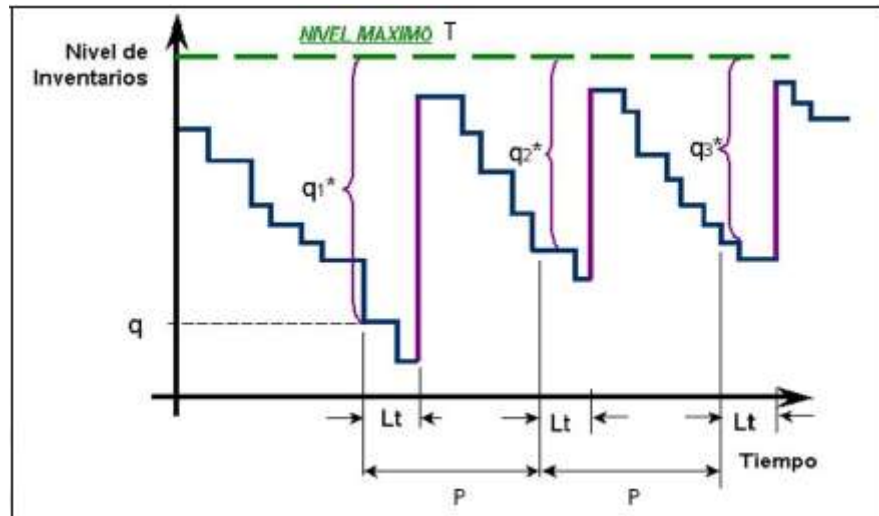 NIVEL MAXIMO T
Nivel de
Inventarios
q1*
q2*
q3*
q
Lt
Lt
Lt
Tiempo
P
P